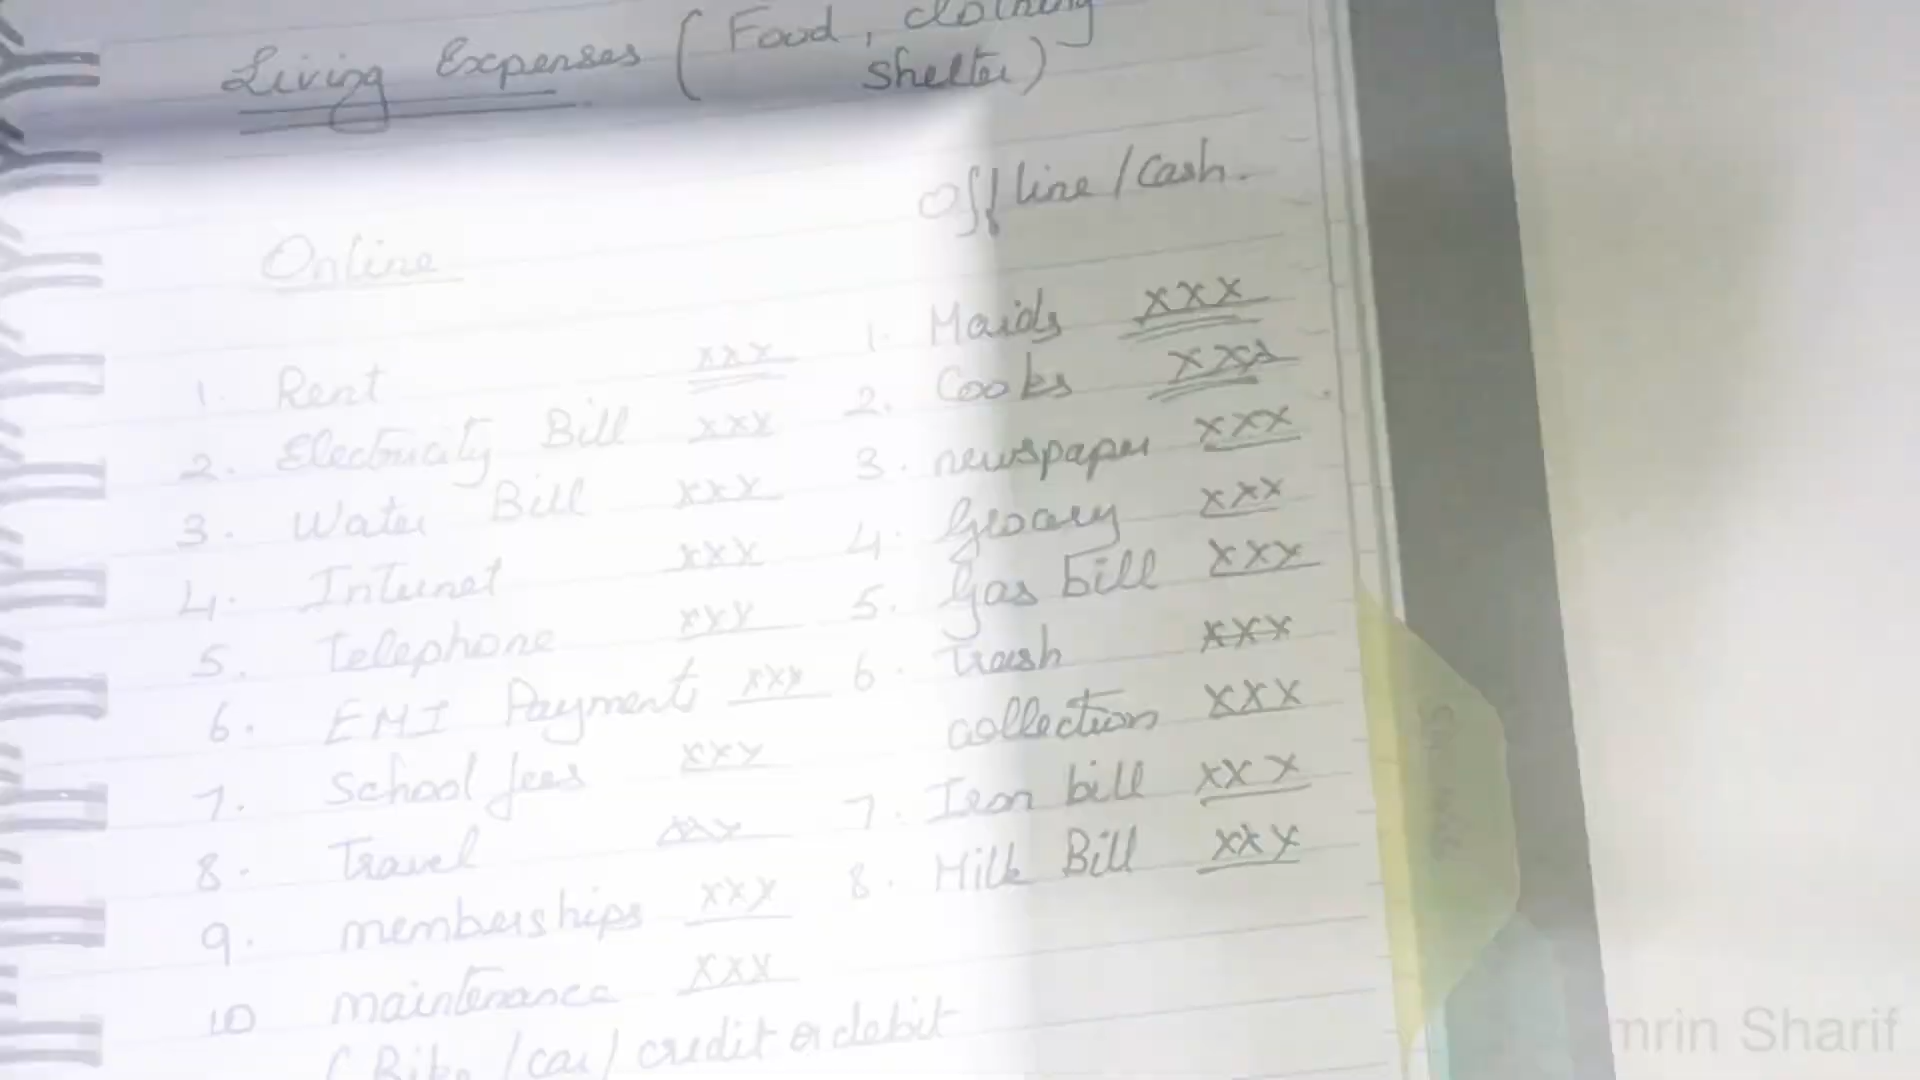 Living Expenses (Food, clothing
shelter)
Online
1. Rent xxx
2. Electricity Bill xxx
3. Water Bill xxx
4. Internet xxx
5. Telephone xxx
6. EMI Payments xxx
7. School fees xxx
8. Travel xxx
9. memberships xxx
10 maintenance xxx
(Bike/car/credit or debit
Offline/Cash.
1. Maids xxx
2. Cooks xxx
3. newspaper xxx
4. Grocery xxx
5. Gas bill xxx
6. Trash xxx
collection xxx
7. Iron bill xxx
8. Milk Bill xxx
mrin Sharif